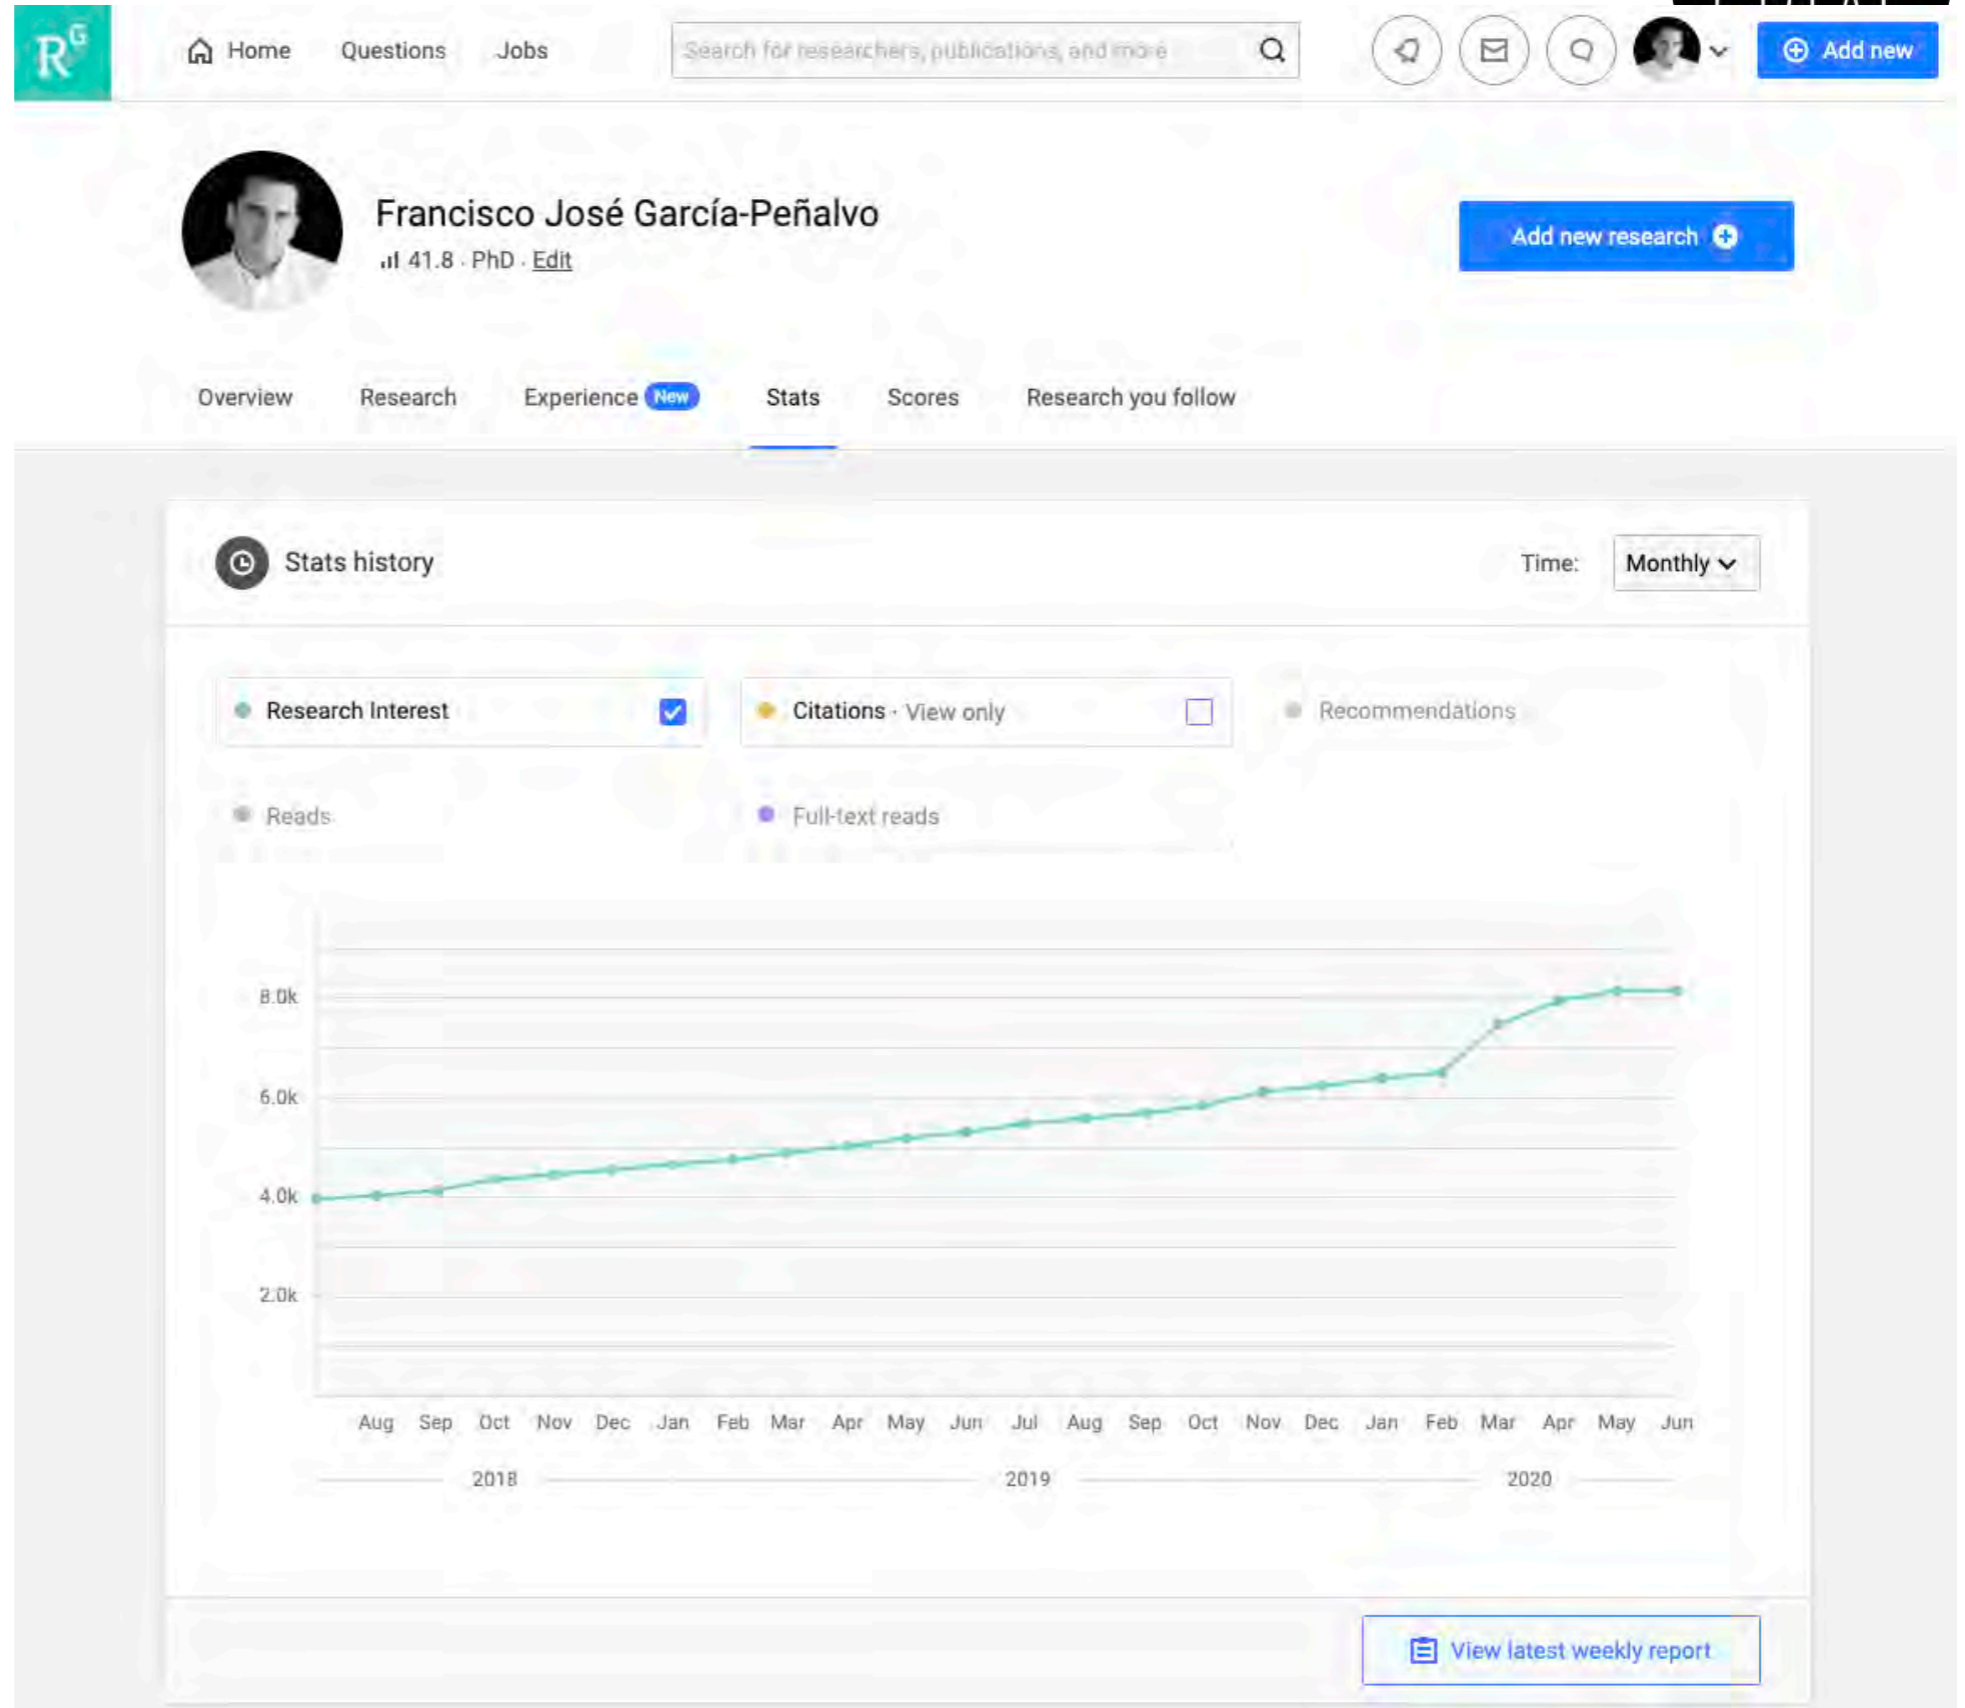 RG
Home Questions Jobs Search for researchers, publications, and more Add new
Francisco José García-Peñalvo
41.8 · PhD · Edit
Add new research
Overview Research Experience New Stats Scores Research you follow
Stats history
Time: Monthly
Research Interest Citations · View only Recommendations
Reads Full-text reads
8.0k
6.0k
4.0k
2.0k
Aug Sep Oct Nov Dec Jan Feb Mar Apr May Jun Jul Aug Sep Oct Nov Dec Jan Feb Mar Apr May Jun
2018 2019 2020
View latest weekly report